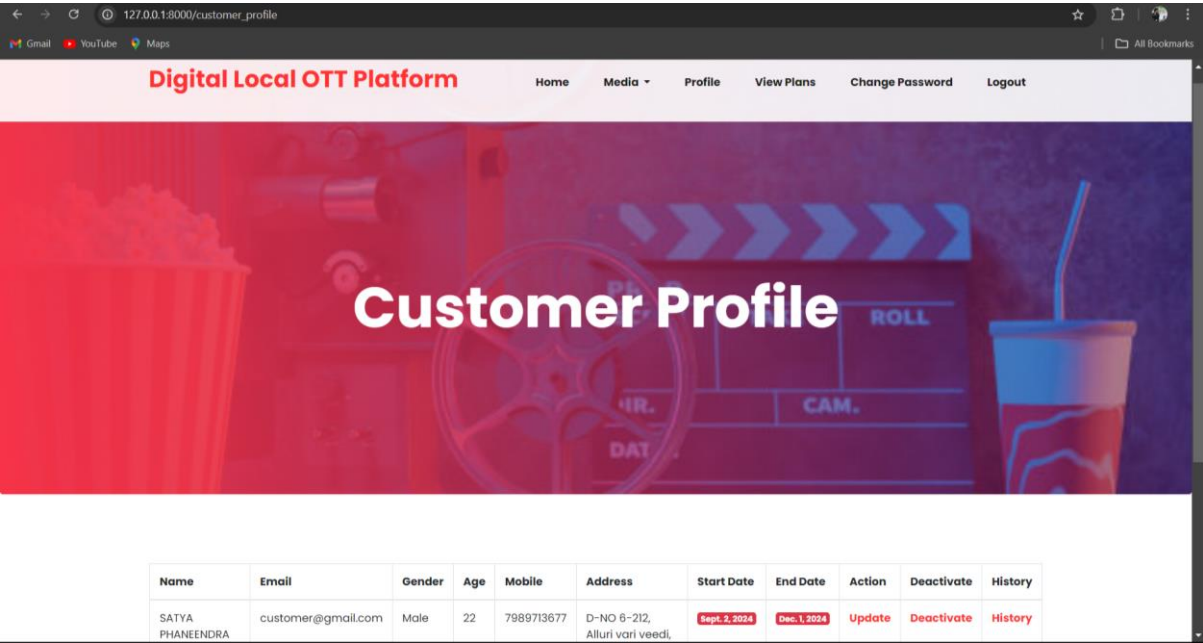 127.0.0.1:8000/customer_profile
Gmail YouTube Maps All Bookmarks
Digital Local OTT Platform Home Media Profile View Plans Change Password Logout
Customer Profile
ROLL
CAM.
Name Email Gender Age Mobile Address Start Date End Date Action Deactivate History
SATYA customer@gmail.com Male 22 7989713677 D-NO 6-212, Sept. 2, 2024 Dec. 1, 2024 Update Deactivate History
PHANEENDRA Alluri vari veedi,